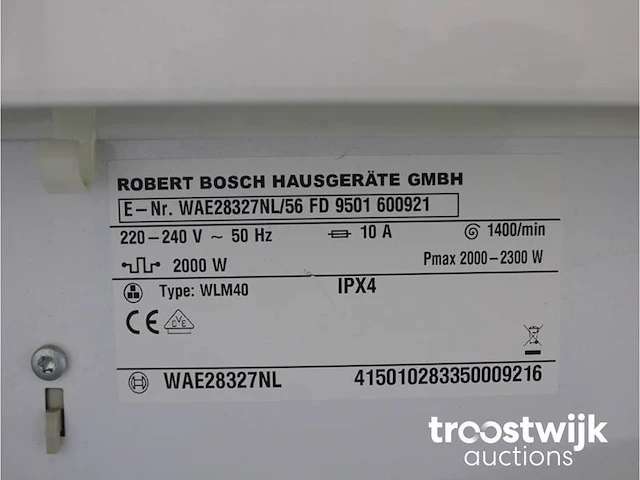 ROBERT BOSCH HAUSGERÄTE GMBH
E-Nr. WAE28327NL/56 FD 9501 600921
220-240 V ~ 50 Hz 10 A 1400/min
2000 W Pmax 2000-2300 W
Type: WLM40 IPX4
CE DVE
WAE28327NL 415010283350009216
troostwijk
auctions